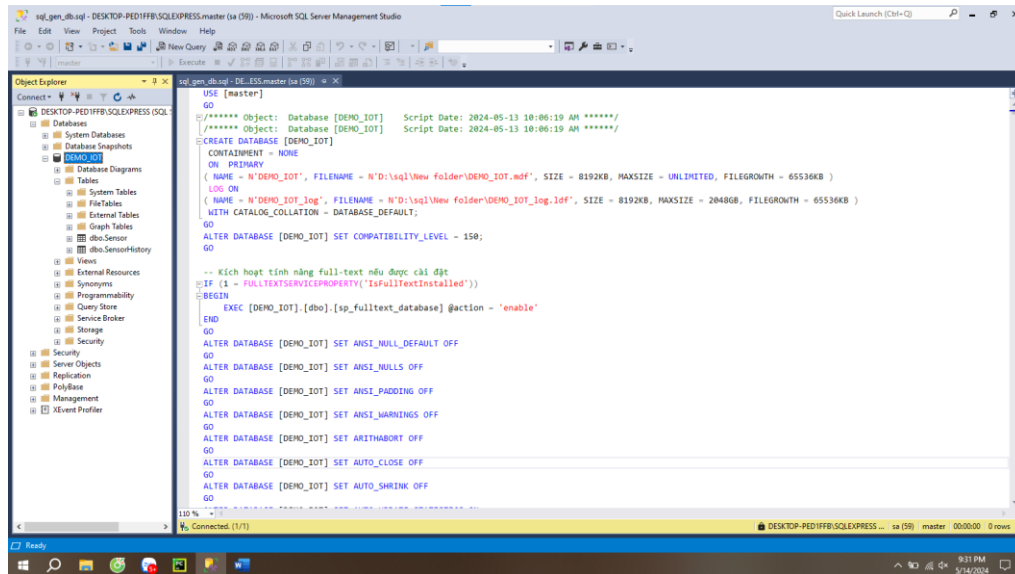 sql_gen_db.sql - DESKTOP-PED1FFB\SQLEXPRESS.master (sa (59)) - Microsoft SQL Server Management Studio
Quick Launch (Ctrl+Q)
File Edit View Project Tools Window Help
New Query
master
Execute
Object Explorer
sql_gen_db.sql - DE...ESS.master (sa (59))
Connect
DESKTOP-PED1FFB\SQLEXPRESS (SQL
Databases
System Databases
Database Snapshots
DEMO_IOT
Database Diagrams
Tables
System Tables
FileTables
External Tables
Graph Tables
dbo.Sensor
dbo.SensorHistory
Views
External Resources
Synonyms
Programmability
Query Store
Service Broker
Storage
Security
Security
Server Objects
Replication
PolyBase
Management
XEvent Profiler
USE [master]
GO
/****** Object: Database [DEMO_IOT] Script Date: 2024-05-13 10:06:19 AM ******/
/****** Object: Database [DEMO_IOT] Script Date: 2024-05-13 10:06:19 AM ******/
CREATE DATABASE [DEMO_IOT]
CONTAINMENT = NONE
ON PRIMARY
( NAME = N'DEMO_IOT', FILENAME = N'D:\sql\New folder\DEMO_IOT.mdf', SIZE = 8192KB, MAXSIZE = UNLIMITED, FILEGROWTH = 65536KB )
LOG ON
( NAME = N'DEMO_IOT_log', FILENAME = N'D:\sql\New folder\DEMO_IOT_log.ldf', SIZE = 8192KB, MAXSIZE = 2048GB, FILEGROWTH = 65536KB )
WITH CATALOG_COLLATION = DATABASE_DEFAULT;
GO
ALTER DATABASE [DEMO_IOT] SET COMPATIBILITY_LEVEL = 150;
GO
-- Kích hoạt tính năng full-text nếu được cài đặt
IF (1 = FULLTEXTSERVICEPROPERTY('IsFullTextInstalled'))
BEGIN
EXEC [DEMO_IOT].[dbo].[sp_fulltext_database] @action = 'enable'
END
GO
ALTER DATABASE [DEMO_IOT] SET ANSI_NULL_DEFAULT OFF
GO
ALTER DATABASE [DEMO_IOT] SET ANSI_NULLS OFF
GO
ALTER DATABASE [DEMO_IOT] SET ANSI_PADDING OFF
GO
ALTER DATABASE [DEMO_IOT] SET ANSI_WARNINGS OFF
GO
ALTER DATABASE [DEMO_IOT] SET ARITHABORT OFF
GO
ALTER DATABASE [DEMO_IOT] SET AUTO_CLOSE OFF
GO
ALTER DATABASE [DEMO_IOT] SET AUTO_SHRINK OFF
GO
110 %
Connected. (1/1)
DESKTOP-PED1FFB\SQLEXPRESS ... sa (59) master 00:00:00 0 rows
Ready
9:31 PM
5/14/2024